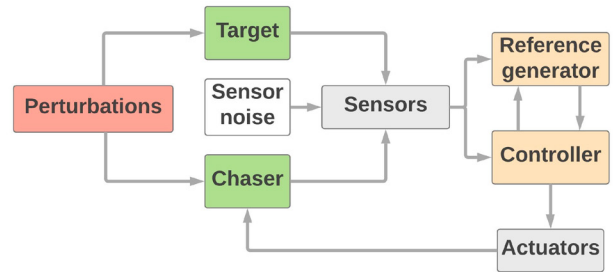 Target
Reference
generator
Perturbations
Sensor
noise
Sensors
Controller
Chaser
Actuators